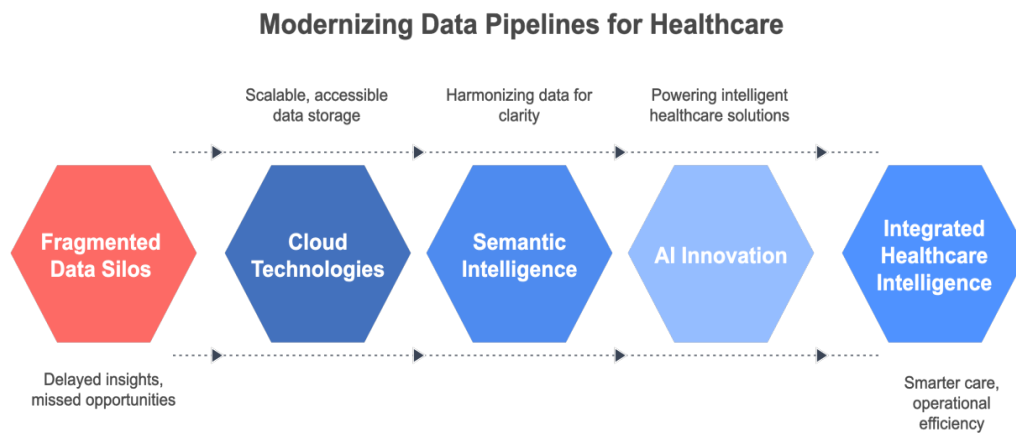 Modernizing Data Pipelines for Healthcare
Scalable, accessible
data storage
Harmonizing data for
clarity
Powering intelligent
healthcare solutions
Fragmented
Data Silos
Cloud
Technologies
Semantic
Intelligence
AI Innovation
Integrated
Healthcare
Intelligence
Delayed insights,
missed opportunities
Smarter care,
operational
efficiency